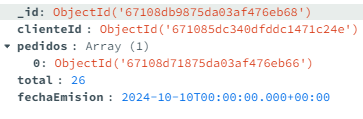 _id: ObjectId('67108db9875da03af476eb68')
clienteId : ObjectId('671085dc340dfddc1471c24e')
pedidos : Array (1)
0: ObjectId('67108d71875da03af476eb66')
total : 26
fechaEmision : 2024-10-10T00:00:00.000+00:00